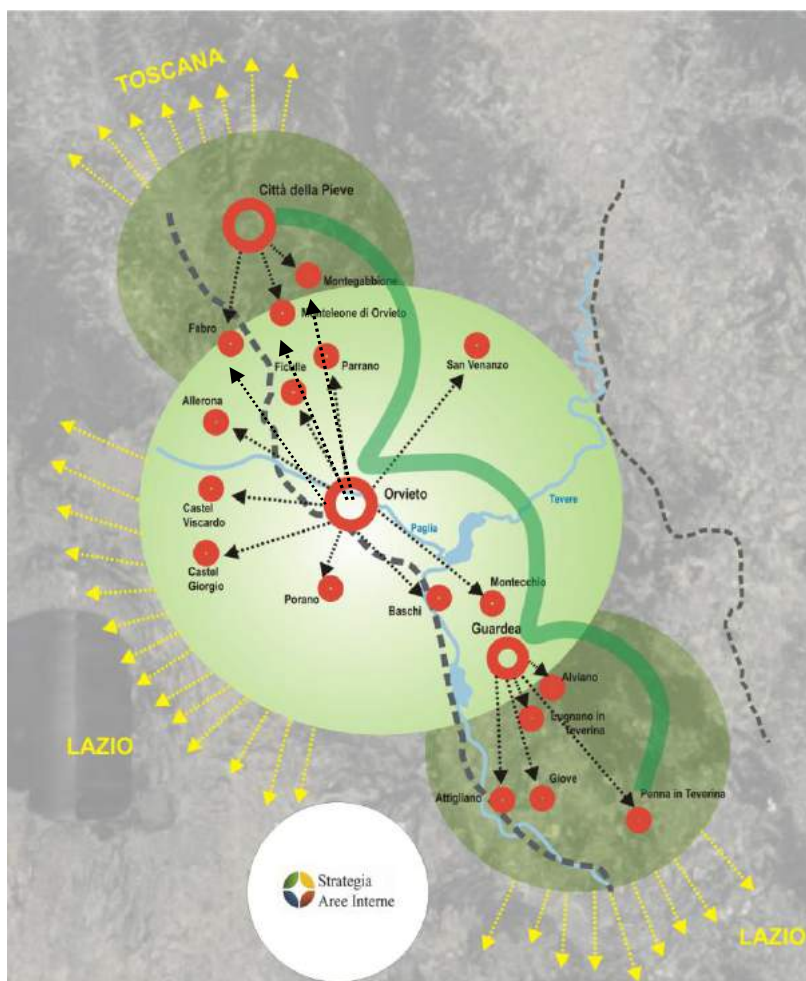 TOSCANA
Città della Pieve
Montegabbione
Monteleone di Orvieto
Fabro
Parrano
San Venanzo
Ficulle
Allerona
Orvieto
Castel
Viscardo
Tevere
Paglia
Castel
Giorgio
Porano
Baschi
Montecchio
Guardea
Alviano
Lugnano in
Teverina
LAZIO
Giove
Attigliano
Penna in Teverina
Strategia
Aree Interne
LAZIO